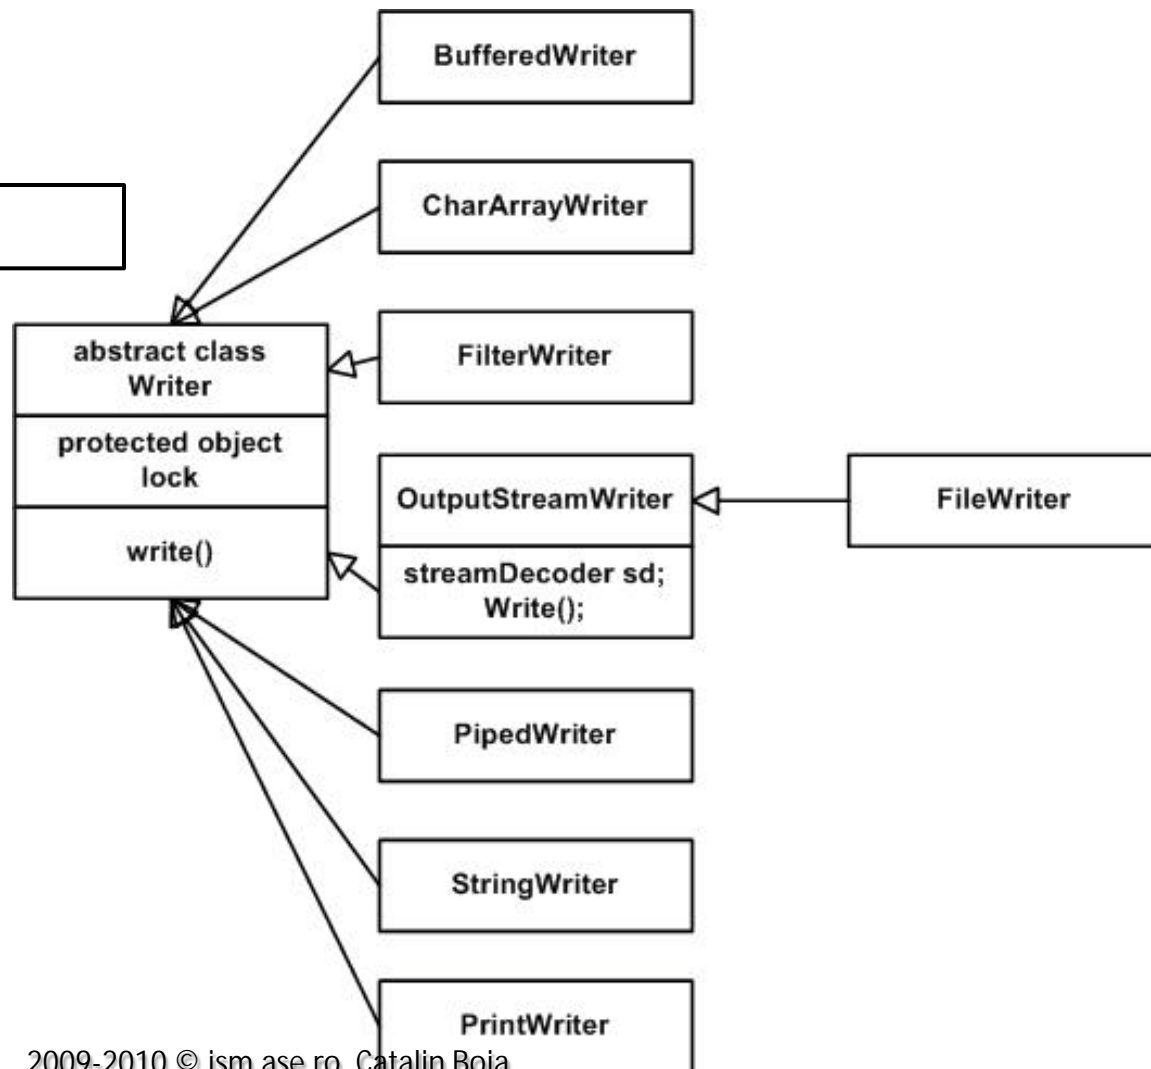 BufferedWriter
CharArrayWriter
abstract class
Writer
protected object
lock
write()
FilterWriter
OutputStreamWriter
streamDecoder sd;
Write();
FileWriter
PipedWriter
StringWriter
PrintWriter
2009-2010 © ism.ase.ro, Catalin Boja